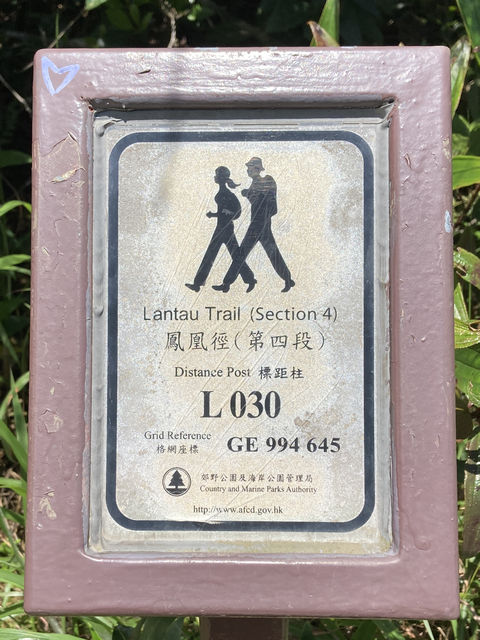 Lantau Trail (Section 4)
鳳凰徑(第四段)
Distance Post 標距柱
L 030
Grid Reference
格網座標
GE 994 645
郊野公園及海岸公園管理局
Country and Marine Parks Authority
http://www.afcd.gov.hk